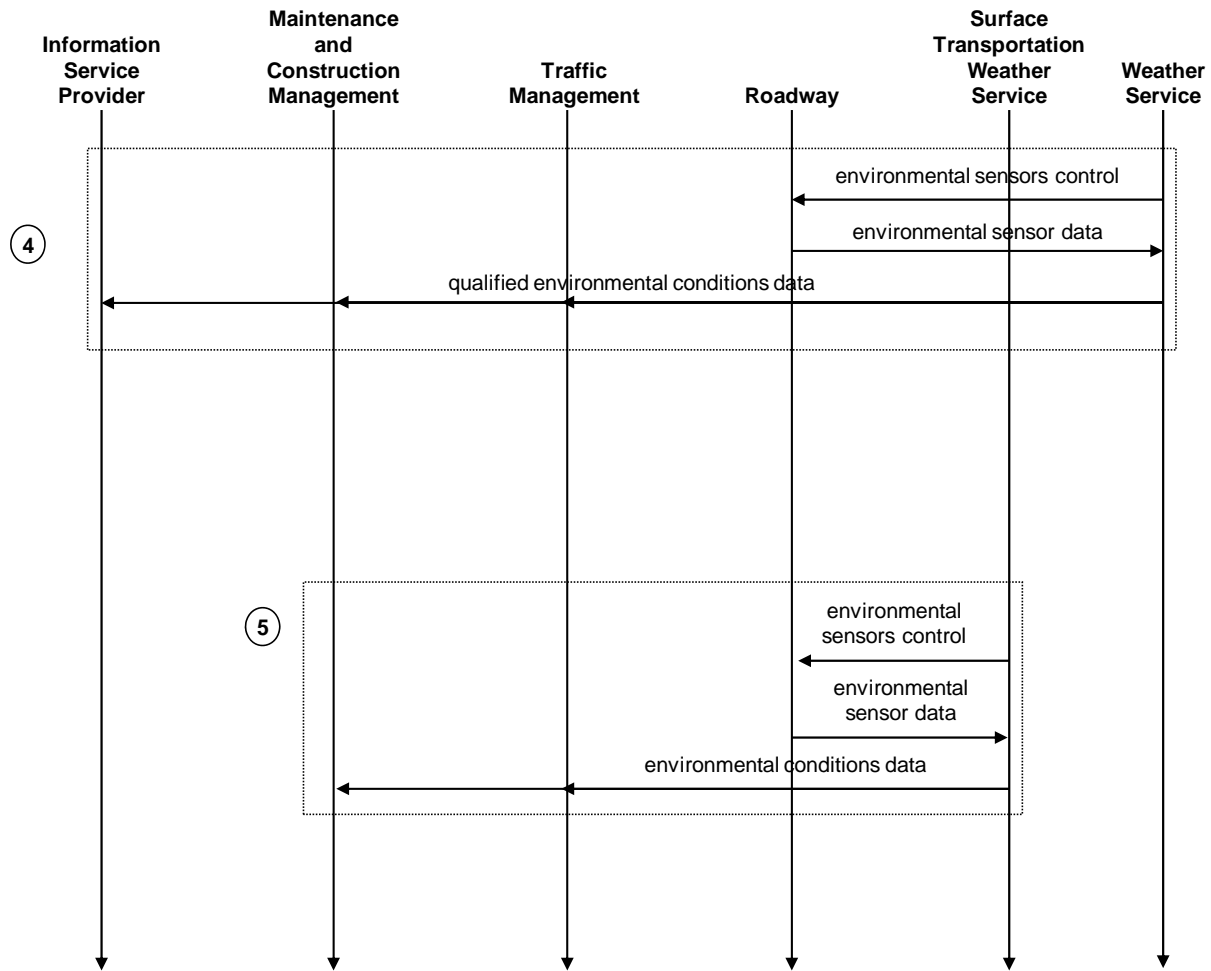 Information
Service
Provider
Maintenance
and
Construction
Management
Traffic
Management
Roadway
Surface
Transportation
Weather
Service
Weather
Service
environmental sensors control
4
environmental sensor data
qualified environmental conditions data
5
environmental
sensors control
environmental
sensor data
environmental conditions data